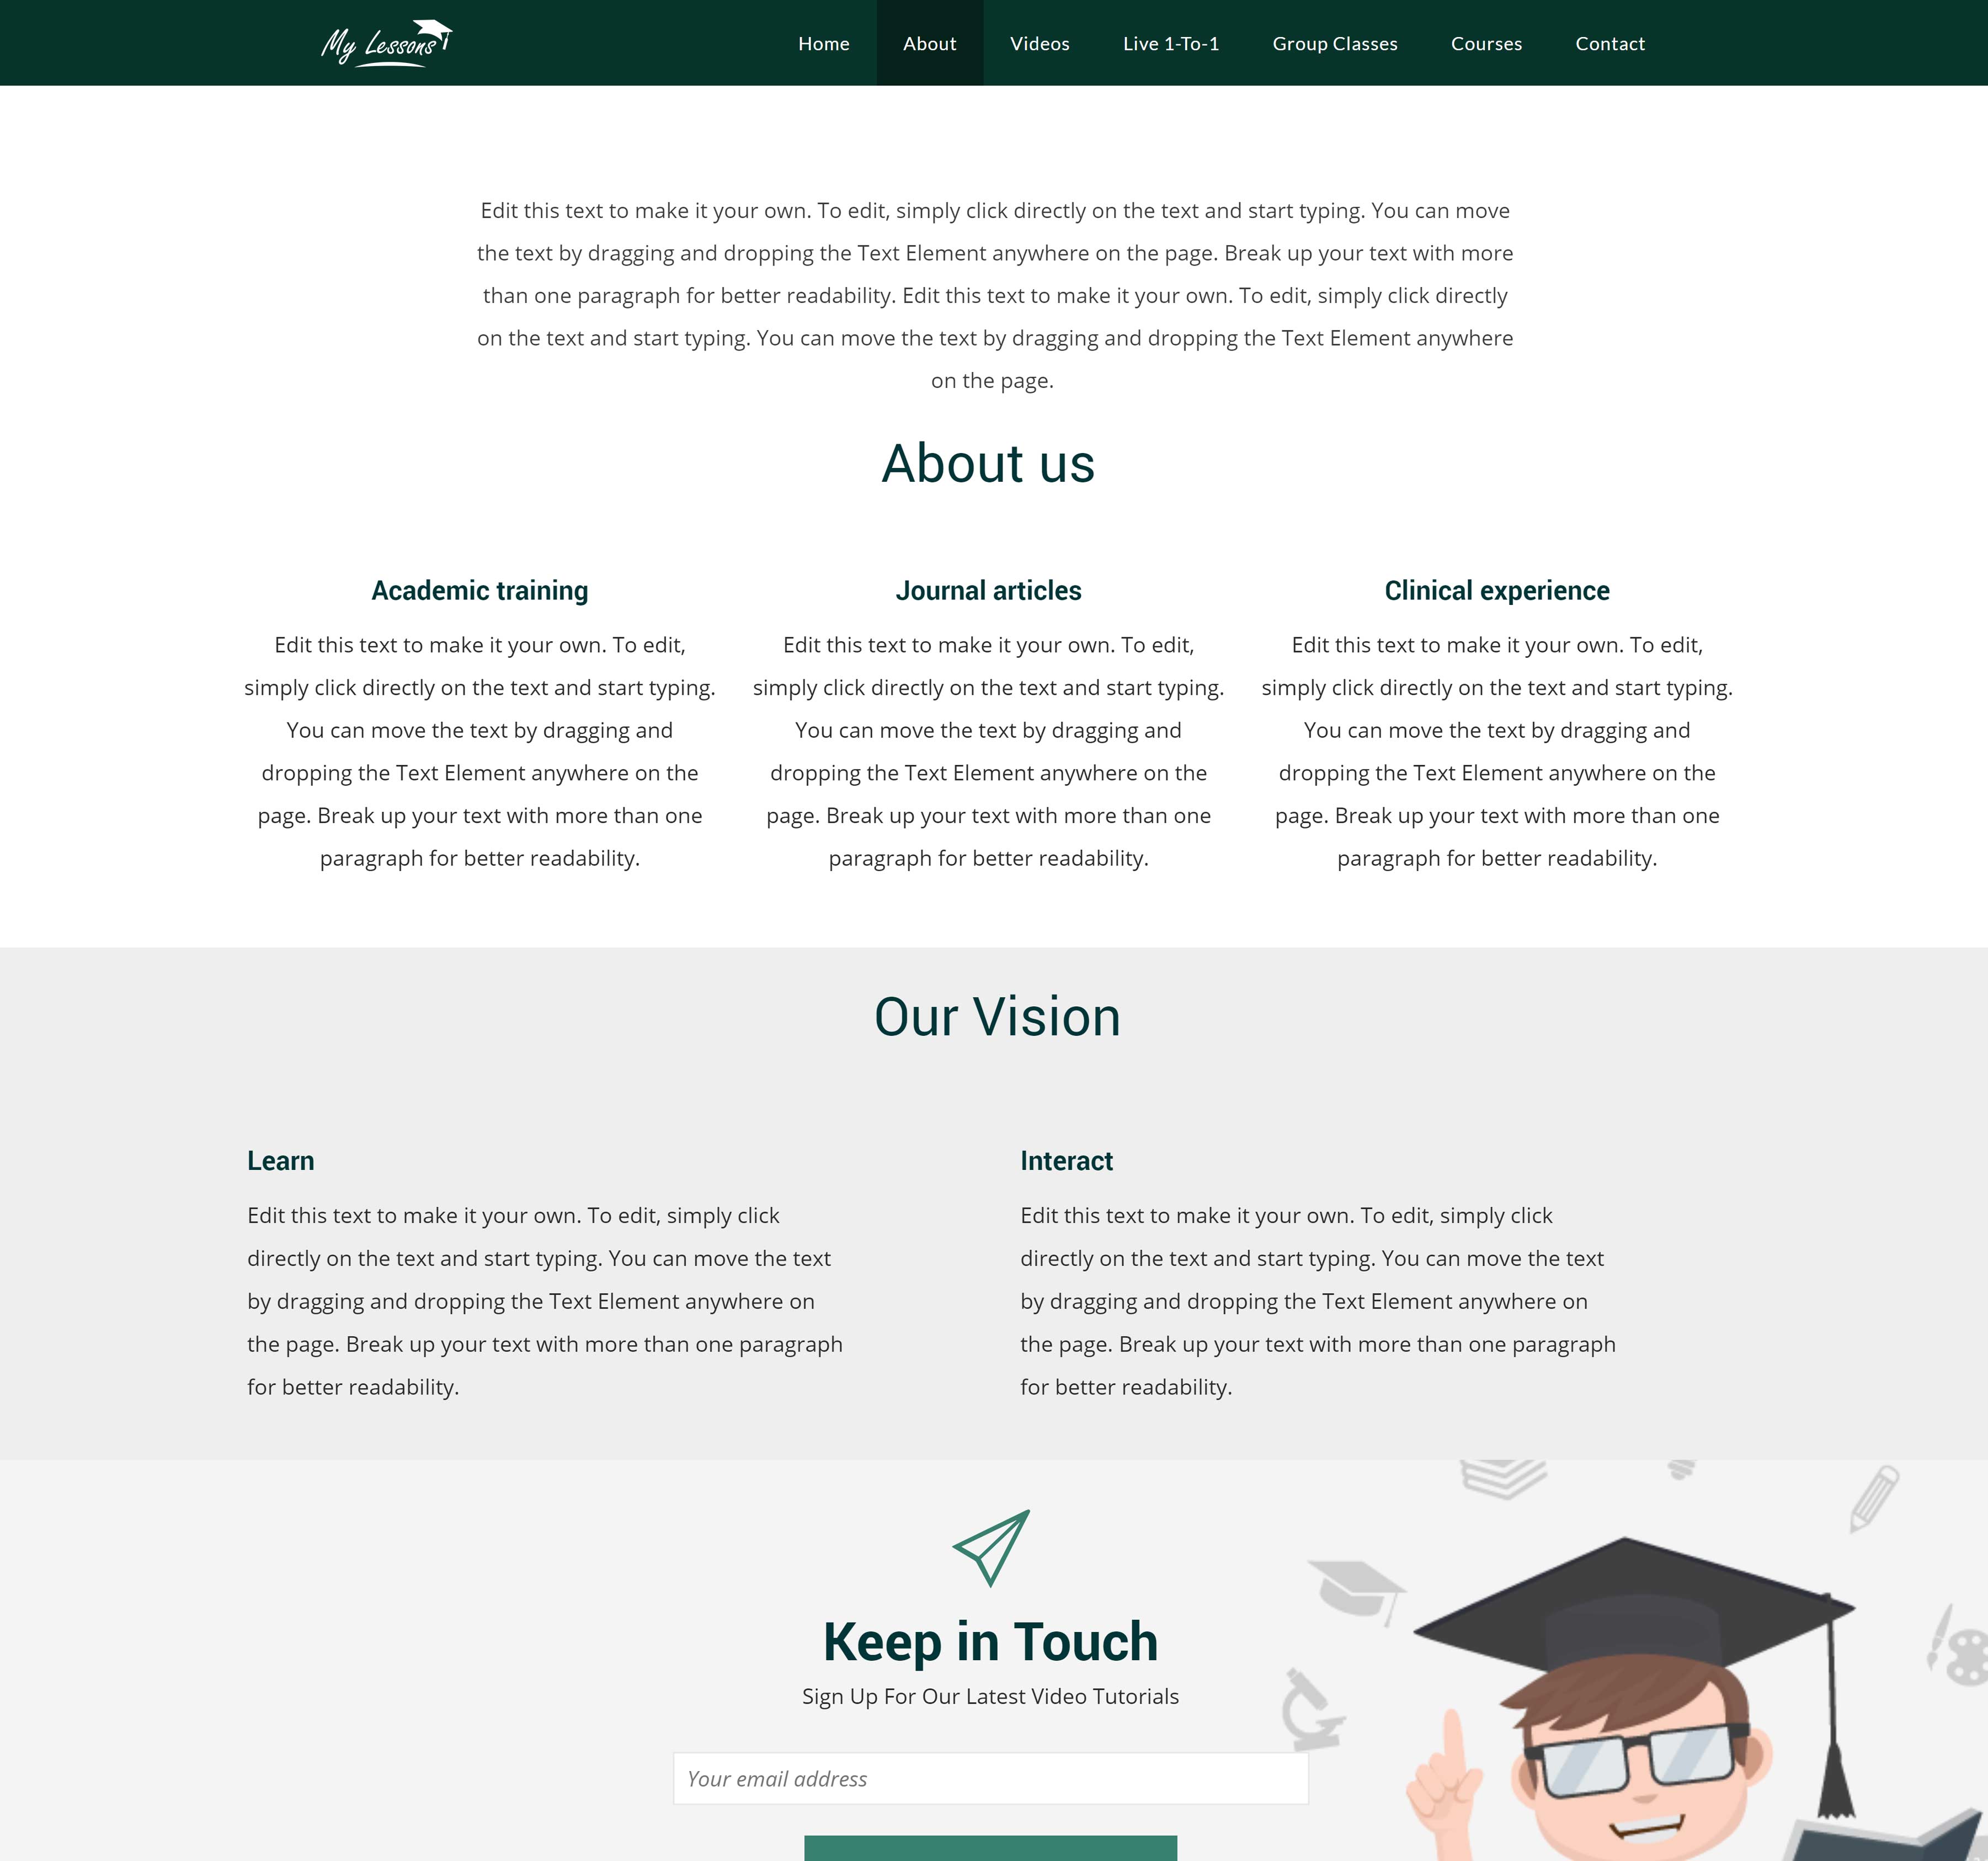 My Lessons
Home
About
Videos
Live 1-To-1
Group Classes
Courses
Contact
Edit this text to make it your own. To edit, simply click directly on the text and start typing. You can move
the text by dragging and dropping the Text Element anywhere on the page. Break up your text with more
than one paragraph for better readability. Edit this text to make it your own. To edit, simply click directly
on the text and start typing. You can move the text by dragging and dropping the Text Element anywhere
on the page.
About us
Academic training
Edit this text to make it your own. To edit,
simply click directly on the text and start typing.
You can move the text by dragging and
dropping the Text Element anywhere on the
page. Break up your text with more than one
paragraph for better readability.
Journal articles
Edit this text to make it your own. To edit,
simply click directly on the text and start typing.
You can move the text by dragging and
dropping the Text Element anywhere on the
page. Break up your text with more than one
paragraph for better readability.
Clinical experience
Edit this text to make it your own. To edit,
simply click directly on the text and start typing.
You can move the text by dragging and
dropping the Text Element anywhere on the
page. Break up your text with more than one
paragraph for better readability.
Our Vision
Learn
Edit this text to make it your own. To edit, simply click
directly on the text and start typing. You can move the text
by dragging and dropping the Text Element anywhere on
the page. Break up your text with more than one paragraph
for better readability.
Interact
Edit this text to make it your own. To edit, simply click
directly on the text and start typing. You can move the text
by dragging and dropping the Text Element anywhere on
the page. Break up your text with more than one paragraph
for better readability.
Keep in Touch
Sign Up For Our Latest Video Tutorials
Your email address